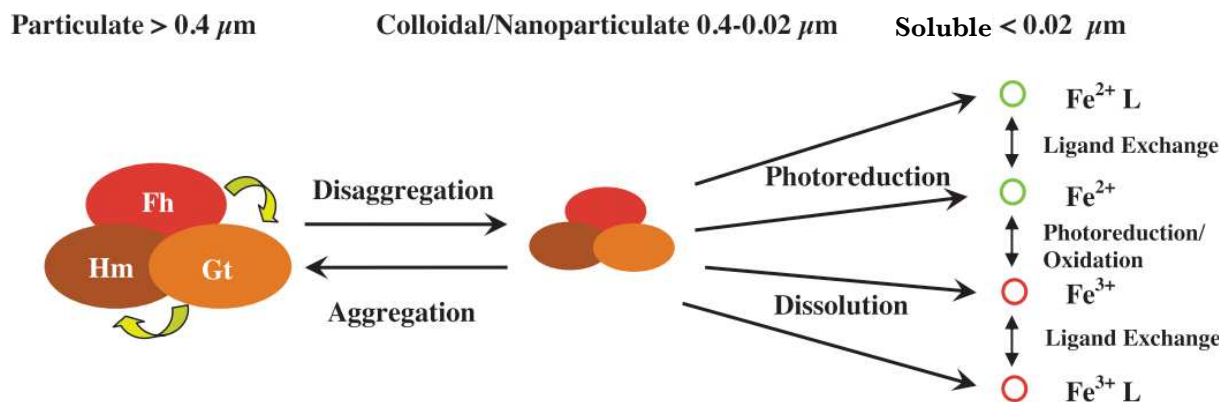 Particulate > 0.4 µm
Colloidal/Nanoparticulate 0.4-0.02 µm
Soluble < 0.02 µm
Fh
Hm
Gt
Disaggregation
Aggregation
Photoreduction
Dissolution
Fe²⁺ L
Ligand Exchange
Fe²⁺
Photoreduction/
Oxidation
Fe³⁺
Ligand Exchange
Fe³⁺ L